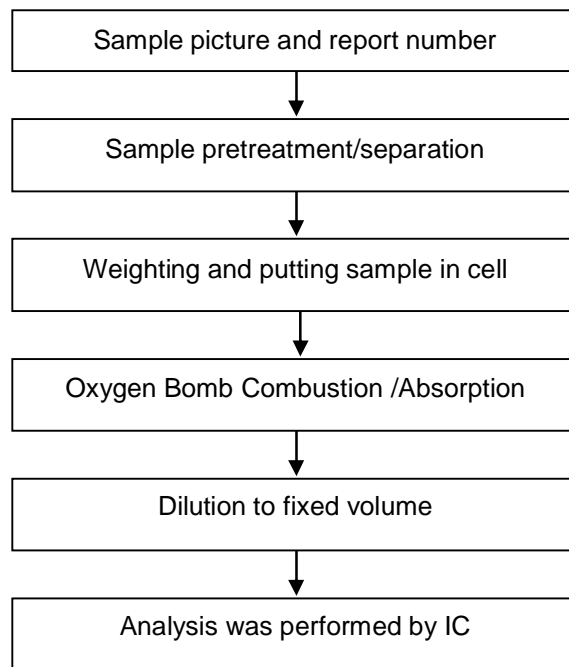 Sample picture and report number
Sample pretreatment/separation
Weighting and putting sample in cell
Oxygen Bomb Combustion /Absorption
Dilution to fixed volume
Analysis was performed by IC